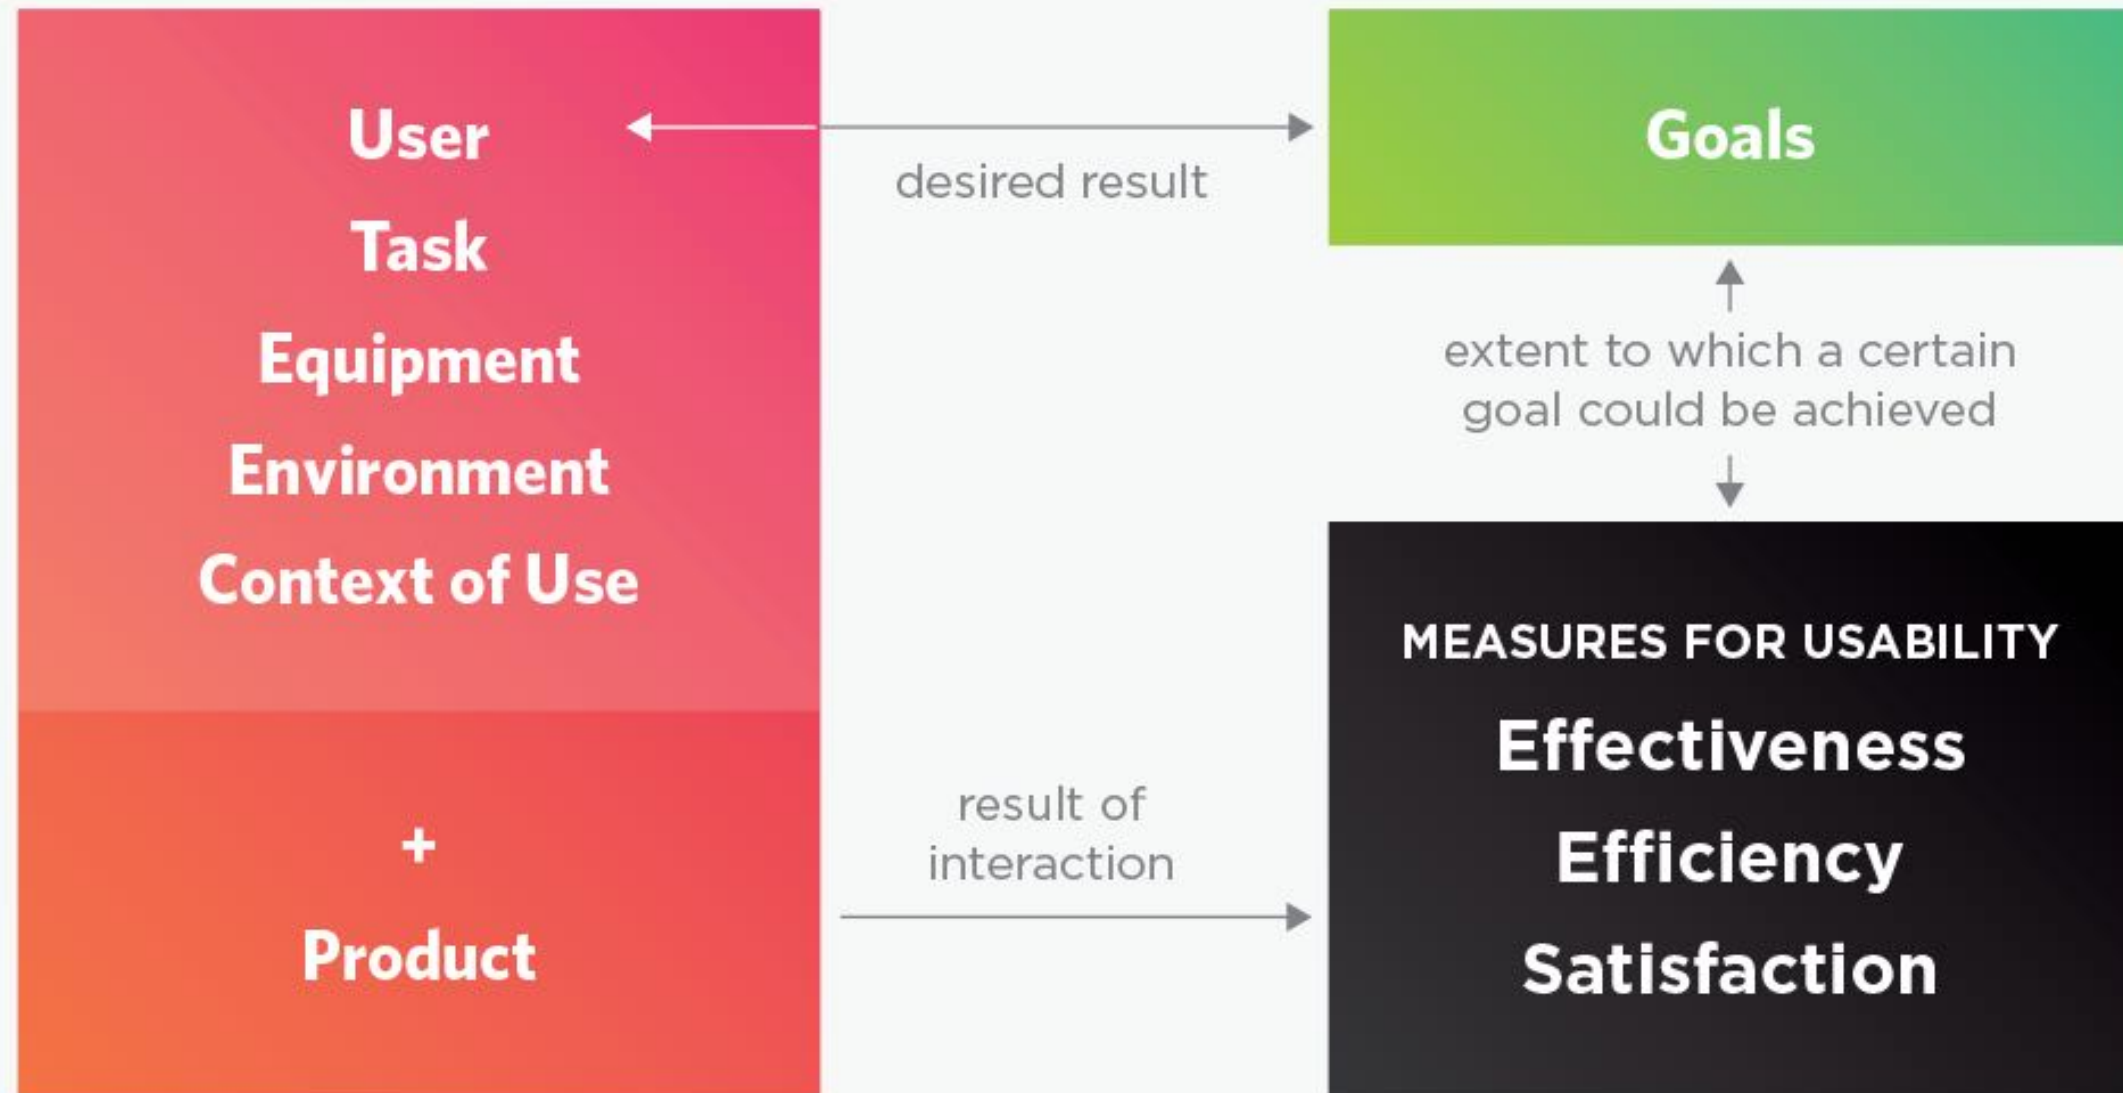 User
Task
Equipment
Environment
Context of Use
+
Product
desired result
result of
interaction
Goals
extent to which a certain
goal could be achieved
MEASURES FOR USABILITY
Effectiveness
Efficiency
Satisfaction